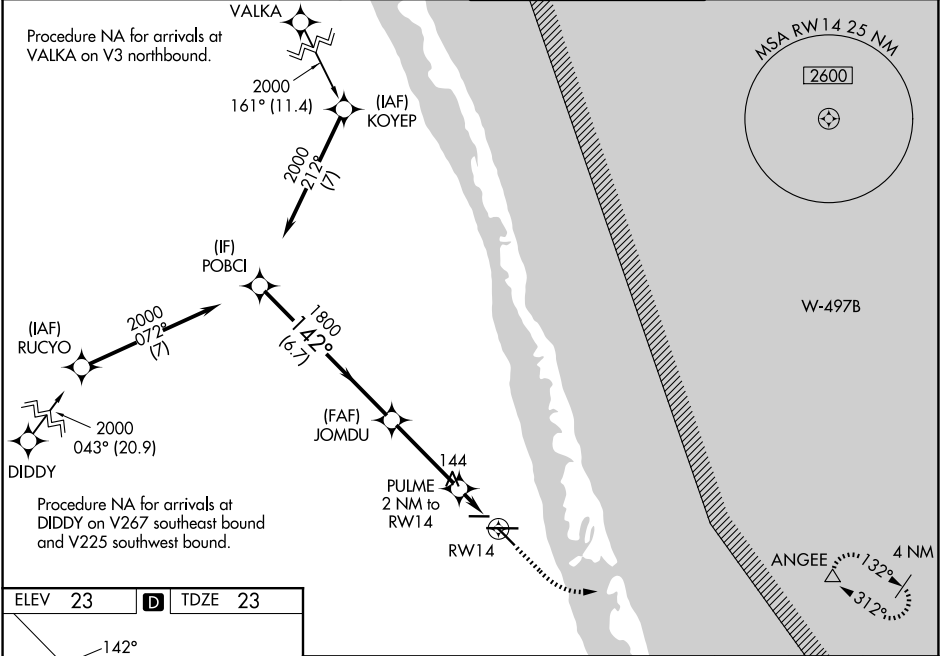 VALKA
Procedure NA for arrivals at
VALKA on V3 northbound.
2000
161° (11.4)
(IAF)
KOYEP
MSA RW14 25 NM
2600
2000
212°
(7)
(IF)
POBCI
2000
072°
(7)
(IAF)
RUCYO
1800
142°
(6.7)
W-497B
2000
043° (20.9)
DIDDY
(FAF)
JOMDU
144
PULME
2 NM to
RW14
RW14
Procedure NA for arrivals at
DIDDY on V267 southeast bound
and V225 southwest bound.
ANGEE
132°
4 NM
312°
ELEV 23 D TDZE 23
142°